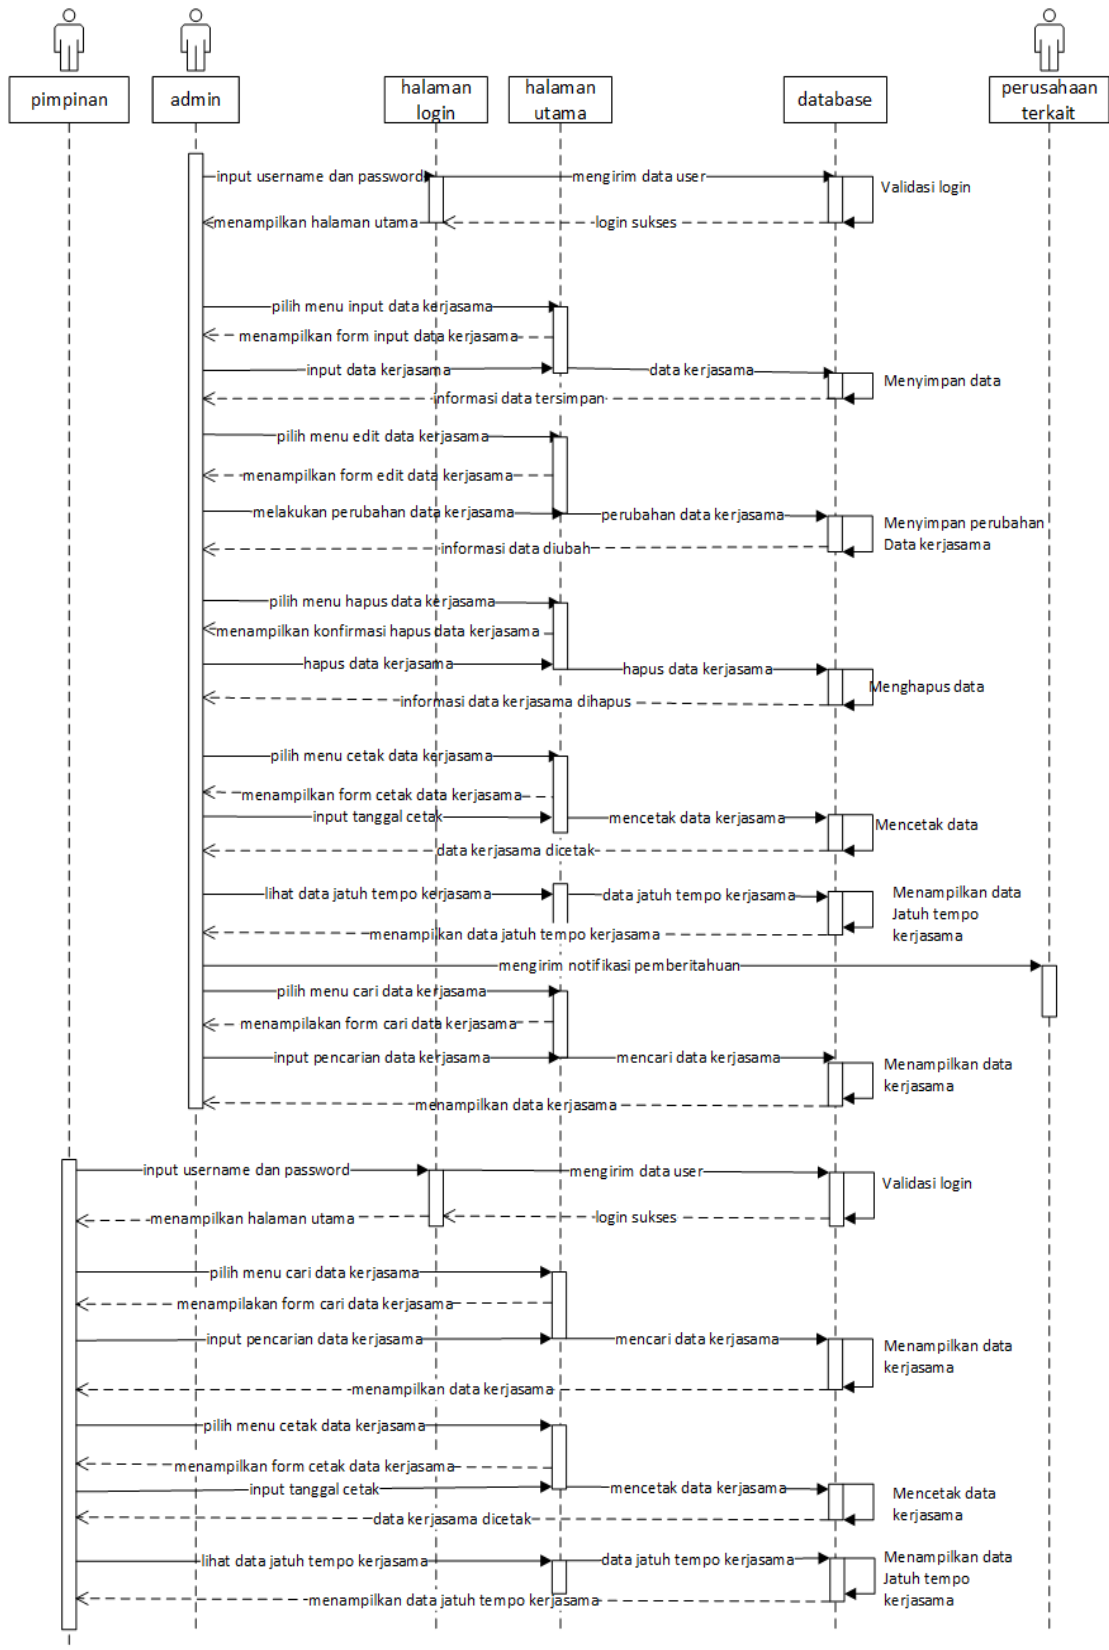 pimpinan
admin
halaman
login
halaman
utama
database
perusahaan
terkait
input username dan password
mengirim data user
Validasi login
menampilkan halaman utama
login sukses
pilih menu input data kerjasama
menampilkan form input data kerjasama
input data kerjasama
data kerjasama
Menyimpan data
informasi data tersimpan
pilih menu edit data kerjasama
menampilkan form edit data kerjasama
melakukan perubahan data kerjasama
perubahan data kerjasama
Menyimpan perubahan
Data kerjasama
informasi data diubah
pilih menu hapus data kerjasama
menampilkan konfirmasi hapus data kerjasama
hapus data kerjasama
hapus data kerjasama
Menghapus data
informasi data kerjasama dihapus
pilih menu cetak data kerjasama
menampilkan form cetak data kerjasama
input tanggal cetak
mencetak data kerjasama
Mencetak data
data kerjasama dicetak
lihat data jatuh tempo kerjasama
data jatuh tempo kerjasama
Menampilkan data
Jatuh tempo
kerjasama
menampilkan data jatuh tempo kerjasama
mengirim notifikasi pemberitahuan
pilih menu cari data kerjasama
menampilakan form cari data kerjasama
input pencarian data kerjasama
mencari data kerjasama
Menampilkan data
kerjasama
menampilkan data kerjasama
input username dan password
mengirim data user
Validasi login
menampilkan halaman utama
login sukses
pilih menu cari data kerjasama
menampilakan form cari data kerjasama
input pencarian data kerjasama
mencari data kerjasama
Menampilkan data
kerjasama
menampilkan data kerjasama
pilih menu cetak data kerjasama
menampilkan form cetak data kerjasama
input tanggal cetak
mencetak data kerjasama
Mencetak data
kerjasama
data kerjasama dicetak
lihat data jatuh tempo kerjasama
data jatuh tempo kerjasama
Menampilkan data
Jatuh tempo
kerjasama
menampilkan data jatuh tempo kerjasama